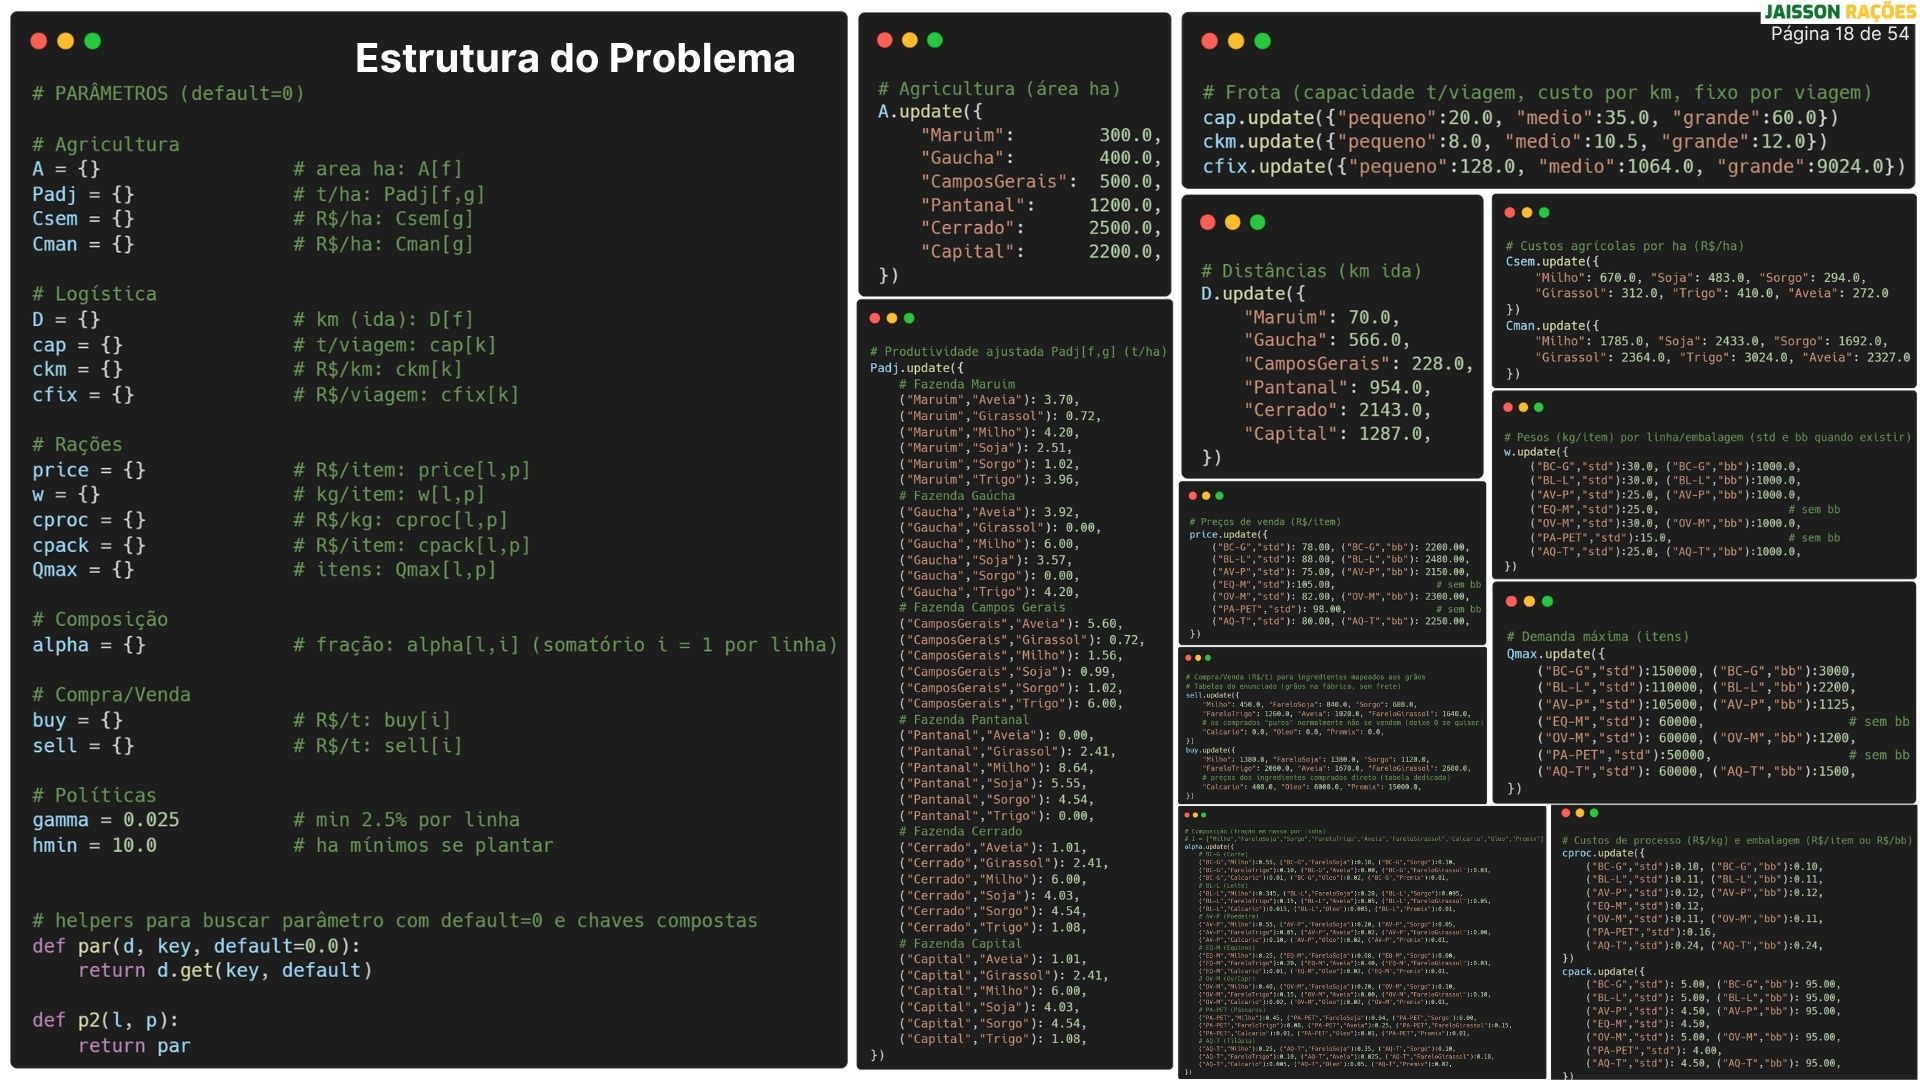 JAISSON RAÇÕES
Página 18 de 54
Estrutura do Problema
# PARÂMETROS (default=0)
# Agricultura
A = {} # area ha: A[f]
Padj = {} # t/ha: Padj[f,g]
Csem = {} # R$/ha: Csem[g]
Cman = {} # R$/ha: Cman[g]
# Logística
D = {} # km (ida): D[f]
cap = {} # t/viagem: cap[k]
ckm = {} # R$/km: ckm[k]
cfix = {} # R$/viagem: cfix[k]
# Rações
price = {} # R$/item: price[l,p]
w = {} # kg/item: w[l,p]
cproc = {} # R$/kg: cproc[l,p]
cpack = {} # R$/item: cpack[l,p]
Qmax = {} # itens: Qmax[l,p]
# Composição
alpha = {} # fração: alpha[l,i] (somatório i = 1 por linha)
# Compra/Venda
buy = {} # R$/t: buy[i]
sell = {} # R$/t: sell[i]
# Políticas
gamma = 0.025 # min 2.5% por linha
hmin = 10.0 # ha mínimos se plantar
# helpers para buscar parâmetro com default=0 e chaves compostas
def par(d, key, default=0.0):
return d.get(key, default)
def p2(l, p):
return par
# Agricultura (área ha)
A.update({
"Maruim": 300.0,
"Gaucha": 400.0,
"CamposGerais": 500.0,
"Pantanal": 1200.0,
"Cerrado": 2500.0,
"Capital": 2200.0,
})
# Produtividade ajustada Padj[f,g] (t/ha)
Padj.update({
# Fazenda Maruim
("Maruim","Aveia"): 3.70,
("Maruim","Girassol"): 0.72,
("Maruim","Milho"): 4.20,
("Maruim","Soja"): 2.51,
("Maruim","Sorgo"): 1.02,
("Maruim","Trigo"): 3.96,
# Fazenda Gaúcha
("Gaucha","Aveia"): 3.92,
("Gaucha","Girassol"): 0.00,
("Gaucha","Milho"): 6.00,
("Gaucha","Soja"): 3.57,
("Gaucha","Sorgo"): 0.00,
("Gaucha","Trigo"): 4.20,
# Fazenda Campos Gerais
("CamposGerais","Aveia"): 5.60,
("CamposGerais","Girassol"): 0.72,
("CamposGerais","Milho"): 1.56,
("CamposGerais","Soja"): 0.99,
("CamposGerais","Sorgo"): 1.02,
("CamposGerais","Trigo"): 6.00,
# Fazenda Pantanal
("Pantanal","Aveia"): 0.00,
("Pantanal","Girassol"): 2.41,
("Pantanal","Milho"): 8.64,
("Pantanal","Soja"): 5.55,
("Pantanal","Sorgo"): 4.54,
("Pantanal","Trigo"): 0.00,
# Fazenda Cerrado
("Cerrado","Aveia"): 1.01,
("Cerrado","Girassol"): 2.41,
("Cerrado","Milho"): 6.00,
("Cerrado","Soja"): 4.03,
("Cerrado","Sorgo"): 4.54,
("Cerrado","Trigo"): 1.08,
# Fazenda Capital
("Capital","Aveia"): 1.01,
("Capital","Girassol"): 2.41,
("Capital","Milho"): 6.00,
("Capital","Soja"): 4.03,
("Capital","Sorgo"): 4.54,
("Capital","Trigo"): 1.08,
})
# Frota (capacidade t/viagem, custo por km, fixo por viagem)
cap.update({"pequeno":20.0, "medio":35.0, "grande":60.0})
ckm.update({"pequeno":8.0, "medio":10.5, "grande":12.0})
cfix.update({"pequeno":128.0, "medio":1064.0, "grande":9024.0})
# Distâncias (km ida)
D.update({
"Maruim": 70.0,
"Gaucha": 566.0,
"CamposGerais": 228.0,
"Pantanal": 954.0,
"Cerrado": 2143.0,
"Capital": 1287.0,
})
# Custos agrícolas por ha (R$/ha)
Csem.update({
"Milho": 670.0, "Soja": 483.0, "Sorgo": 294.0,
"Girassol": 312.0, "Trigo": 410.0, "Aveia": 272.0
})
Cman.update({
"Milho": 1785.0, "Soja": 2433.0, "Sorgo": 1692.0,
"Girassol": 2364.0, "Trigo": 3024.0, "Aveia": 2327.0
})
# Pesos (kg/item) por linha/embalagem (std e bb quando existir)
w.update({
("BC-G","std"):30.0, ("BC-G","bb"):1000.0,
("BL-L","std"):30.0, ("BL-L","bb"):1000.0,
("AV-P","std"):25.0, ("AV-P","bb"):1000.0,
("EQ-M","std"):25.0, # sem bb
("OV-M","std"):30.0, ("OV-M","bb"):1000.0,
("PA-PET","std"):15.0, # sem bb
("AQ-T","std"):25.0, ("AQ-T","bb"):1000.0,
})
# Preços de venda (R$/item)
price.update({
("BC-G","std"): 78.00, ("BC-G","bb"): 2200.00,
("BL-L","std"): 88.00, ("BL-L","bb"): 2480.00,
("AV-P","std"): 75.00, ("AV-P","bb"): 2150.00,
("EQ-M","std"):105.00, # sem bb
("OV-M","std"): 82.00, ("OV-M","bb"): 2300.00,
("PA-PET","std"): 98.00, # sem bb
("AQ-T","std"): 80.00, ("AQ-T","bb"): 2250.00,
})
# Demanda máxima (itens)
Qmax.update({
("BC-G","std"):150000, ("BC-G","bb"):3000,
("BL-L","std"):110000, ("BL-L","bb"):2200,
("AV-P","std"):105000, ("AV-P","bb"):1125,
("EQ-M","std"): 60000, # sem bb
("OV-M","std"): 60000, ("OV-M","bb"):1200,
("PA-PET","std"):50000, # sem bb
("AQ-T","std"): 60000, ("AQ-T","bb"):1500,
})
# Compra/Venda (R$/t) para ingredientes mapeados aos grãos
# Tabelas do enunciado (grãos na fábrica, sem frete)
sell.update({
"Milho": 450.0, "FareloSoja": 840.0, "Sorgo": 680.0,
"FareloTrigo": 1260.0, "Aveia": 1020.0, "FareloGirassol": 1640.0,
# os comprados "puros" normalmente não se vendem (deixe 0 se quiser)
"Calcario": 0.0, "Oleo": 0.0, "Premix": 0.0,
})
buy.update({
"Milho": 1380.0, "FareloSoja": 1380.0, "Sorgo": 1120.0,
"FareloTrigo": 2060.0, "Aveia": 1670.0, "FareloGirassol": 2680.0,
# preços dos ingredientes comprados direto (tabela dedicada)
"Calcario": 400.0, "Oleo": 6000.0, "Premix": 15000.0,
})
# Composição (fração em massa por linha)
alpha.update({
# BC-G (Corte)
# BL-L (Leite)
# AV-P (Poedeira)
# EQ-M (Equinos)
# OV-M (Ov/Capr)
# PA-PET (Pássaros)
# AQ-T (Tilápia)
})
# Custos de processo (R$/kg) e embalagem (R$/item ou R$/bb)
cproc.update({
("BC-G","std"):0.10, ("BC-G","bb"):0.10,
("BL-L","std"):0.11, ("BL-L","bb"):0.11,
("AV-P","std"):0.12, ("AV-P","bb"):0.12,
("EQ-M","std"):0.12,
("OV-M","std"):0.11, ("OV-M","bb"):0.11,
("PA-PET","std"):0.16,
("AQ-T","std"):0.24, ("AQ-T","bb"):0.24,
})
cpack.update({
("BC-G","std"): 5.00, ("BC-G","bb"): 95.00,
("BL-L","std"): 5.00, ("BL-L","bb"): 95.00,
("AV-P","std"): 4.50, ("AV-P","bb"): 95.00,
("EQ-M","std"): 4.50,
("OV-M","std"): 5.00, ("OV-M","bb"): 95.00,
("PA-PET","std"): 4.00,
("AQ-T","std"): 4.50, ("AQ-T","bb"): 95.00,
})